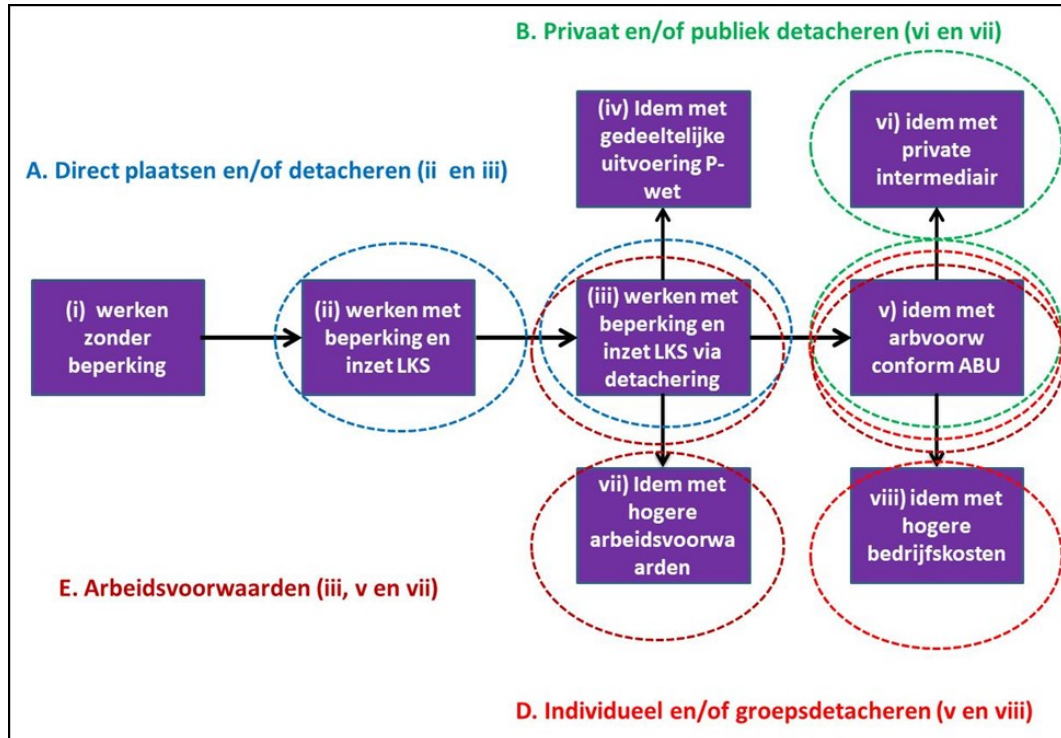 B. Privaat en/of publiek detacheren (vi en vii)
(iv) Idem met
gedeeltelijke
uitvoering P-
wet
vi) idem met
private
intermediair
A. Direct plaatsen en/of detacheren (ii  en iii)
(i)  werken
zonder
beperking
(ii) werken met
beperking en
inzet LKS
(iii) werken met
beperking en
inzet LKS via
detachering
v) idem met
arbvoorw
conform ABU
vii) Idem met
hogere
arbeidsvoorwa
arden
viii) idem met
hogere
bedrijfskosten
E. Arbeidsvoorwaarden (iii, v en vii)
D. Individueel en/of groepsdetacheren (v en viii)